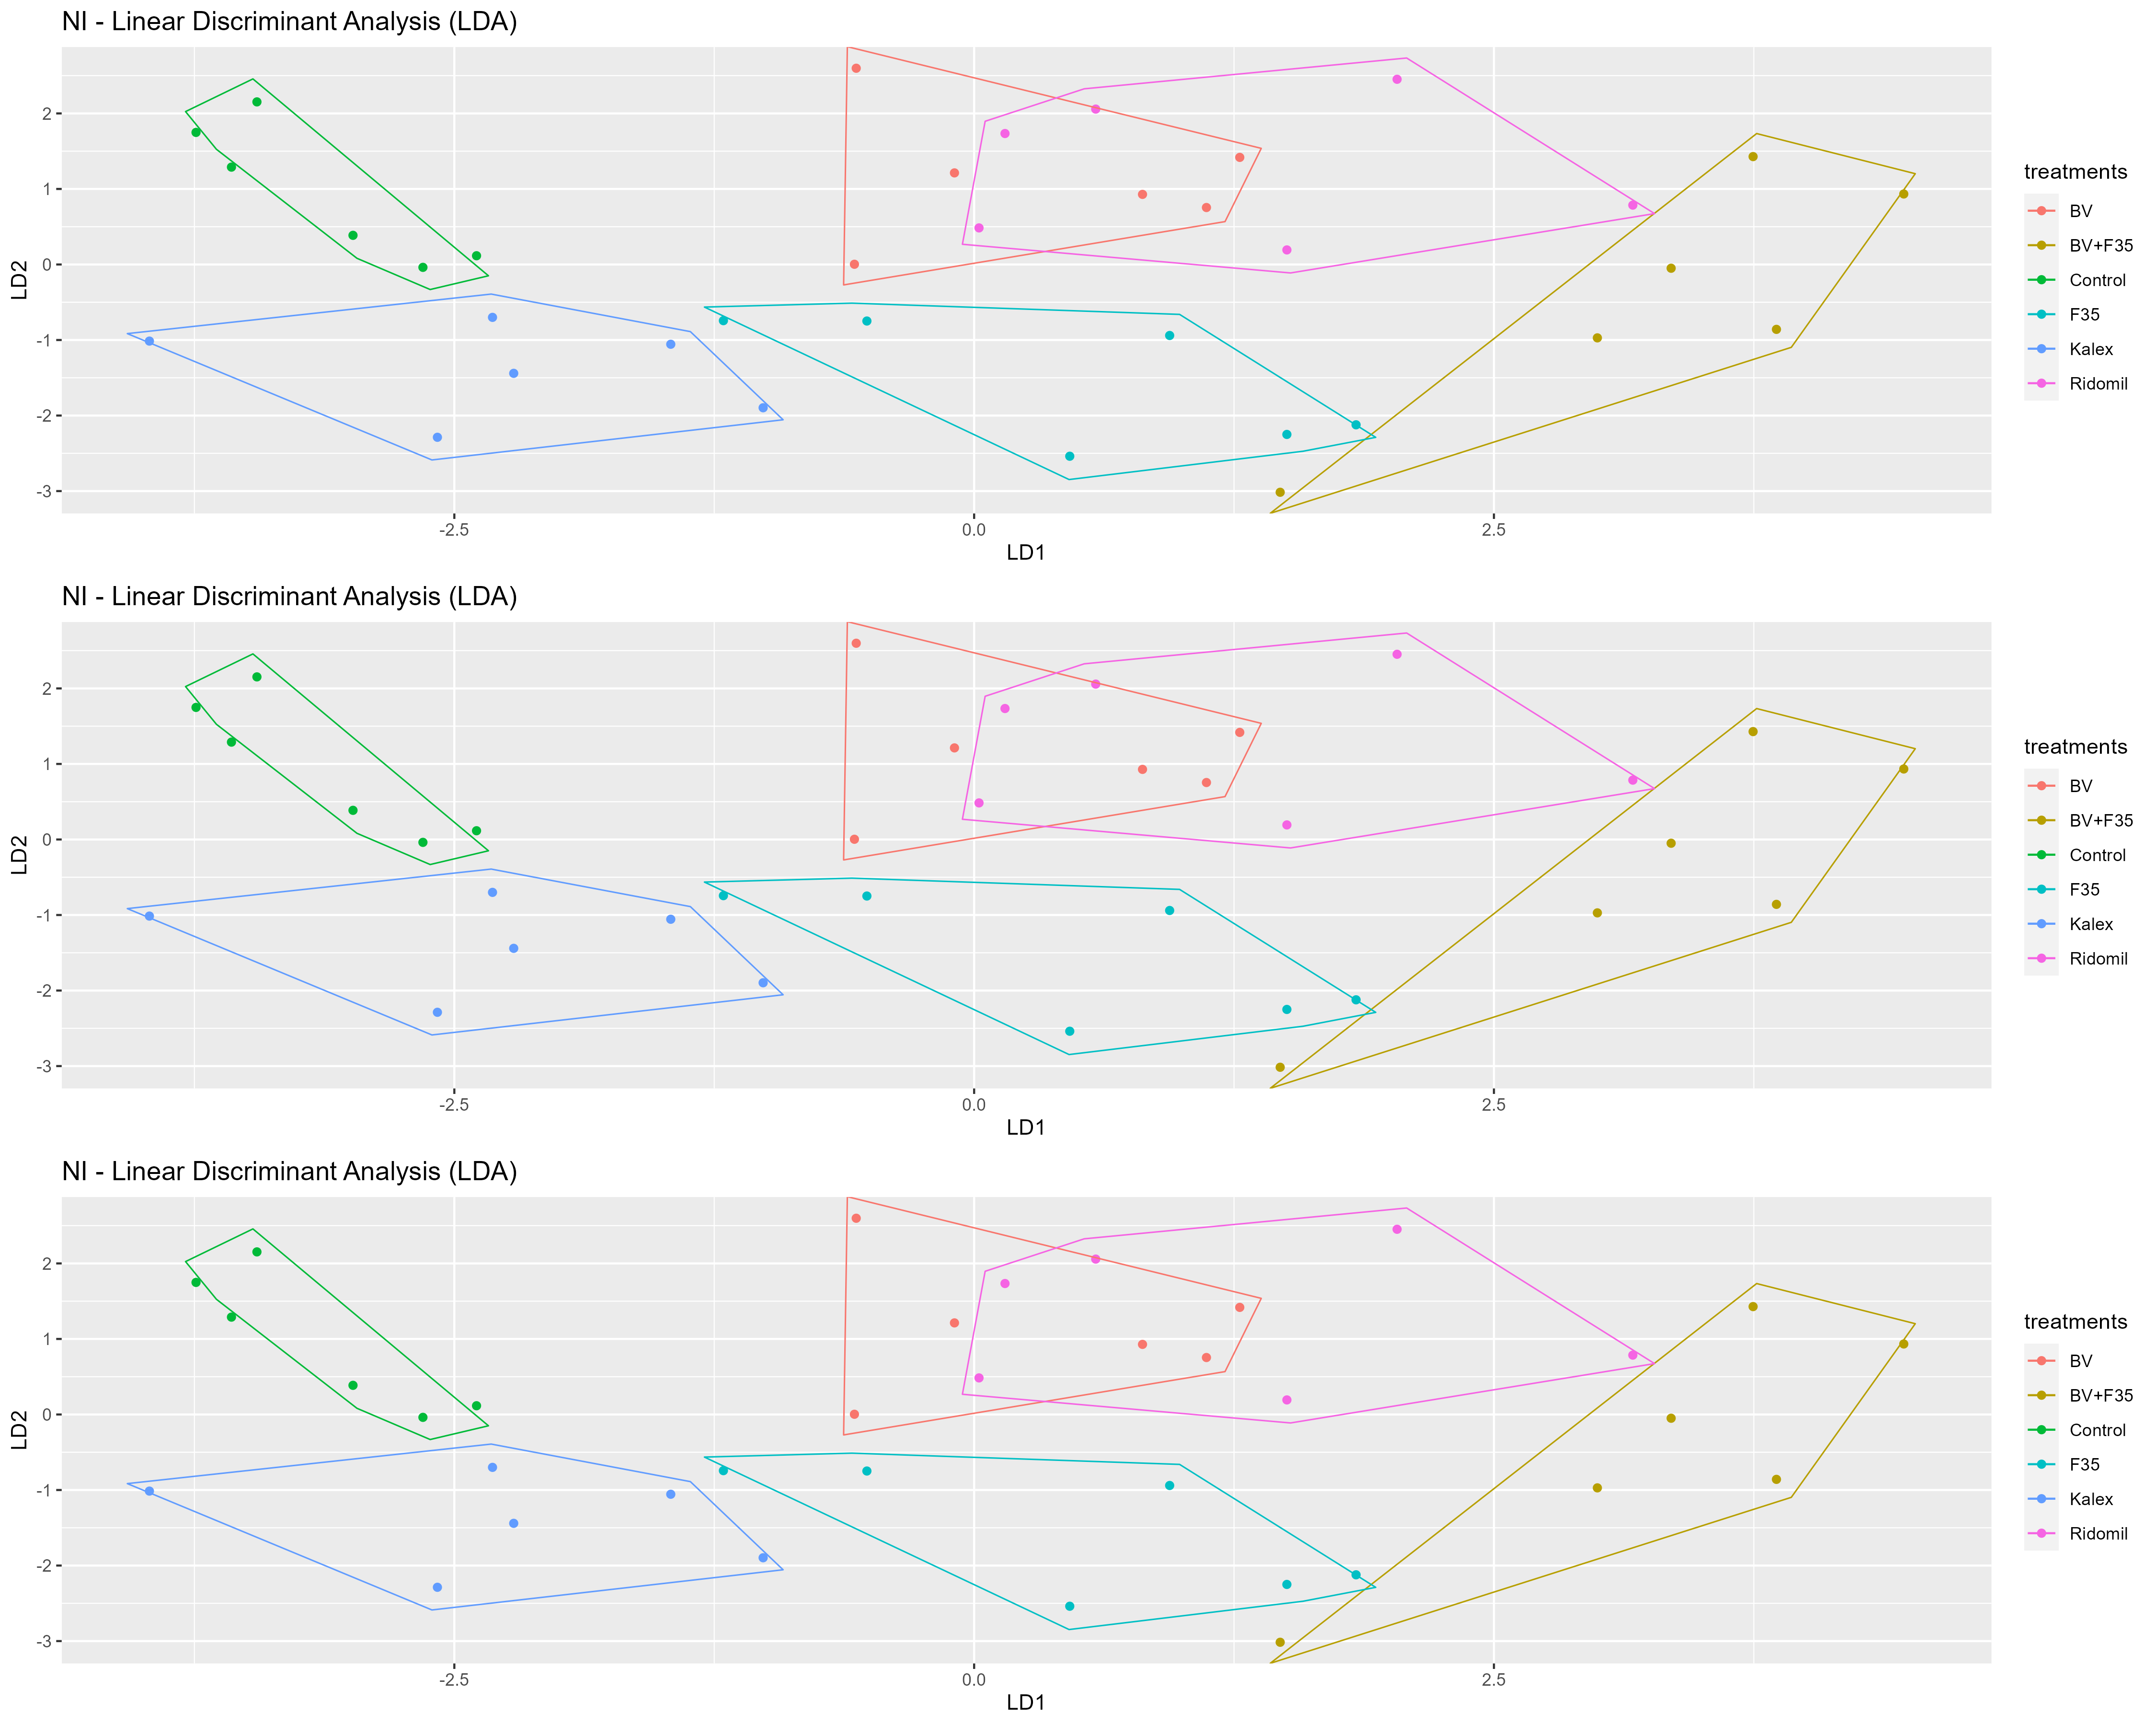 NI - Linear Discriminant Analysis (LDA)
2
1
0
-1
-2
-3
LD2
-2.5 0.0 2.5
LD1
treatments
BV
BV+F35
Control
F35
Kalex
Ridomil
NI - Linear Discriminant Analysis (LDA)
2
1
0
-1
-2
-3
LD2
-2.5 0.0 2.5
LD1
treatments
BV
BV+F35
Control
F35
Kalex
Ridomil
NI - Linear Discriminant Analysis (LDA)
2
1
0
-1
-2
-3
LD2
-2.5 0.0 2.5
LD1
treatments
BV
BV+F35
Control
F35
Kalex
Ridomil